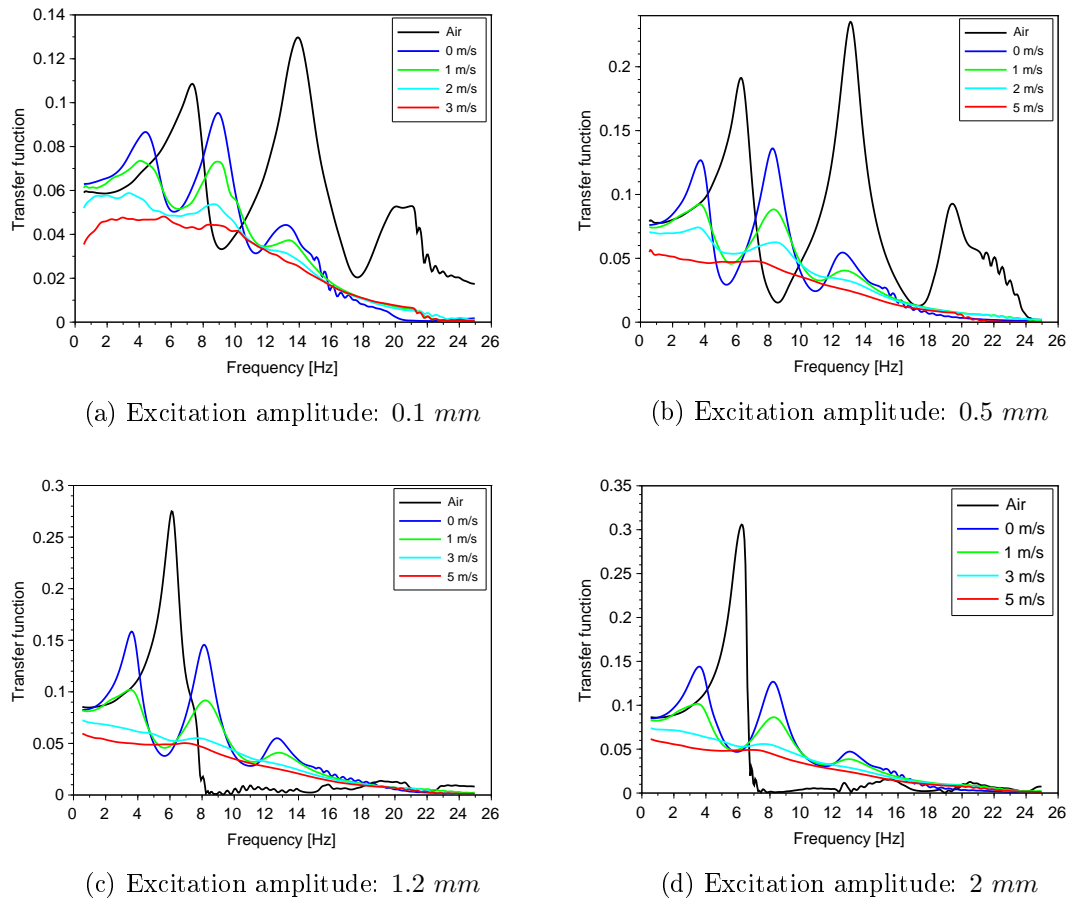 Transfer function
0.14
0.12
0.1
0.08
0.06
0.04
0.02
0
Air
0 m/s
1 m/s
2 m/s
3 m/s
0 2 4 6 8 10 12 14 16 18 20 22 24 26
Frequency [Hz]
(a) Excitation amplitude: 0.1 mm
Transfer function
0.2
0.15
0.1
0.05
0
Air
0 m/s
1 m/s
2 m/s
5 m/s
0 2 4 6 8 10 12 14 16 18 20 22 24 26
Frequency [Hz]
(b) Excitation amplitude: 0.5 mm
Transfer function
0.3
0.25
0.2
0.15
0.1
0.05
0
Air
0 m/s
1 m/s
3 m/s
5 m/s
0 2 4 6 8 10 12 14 16 18 20 22 24 26
Frequency [Hz]
(c) Excitation amplitude: 1.2 mm
Transfer function
0.35
0.3
0.25
0.2
0.15
0.1
0.05
0
Air
0 m/s
1 m/s
3 m/s
5 m/s
0 2 4 6 8 10 12 14 16 18 20 22 24 26
Frequency [Hz]
(d) Excitation amplitude: 2 mm